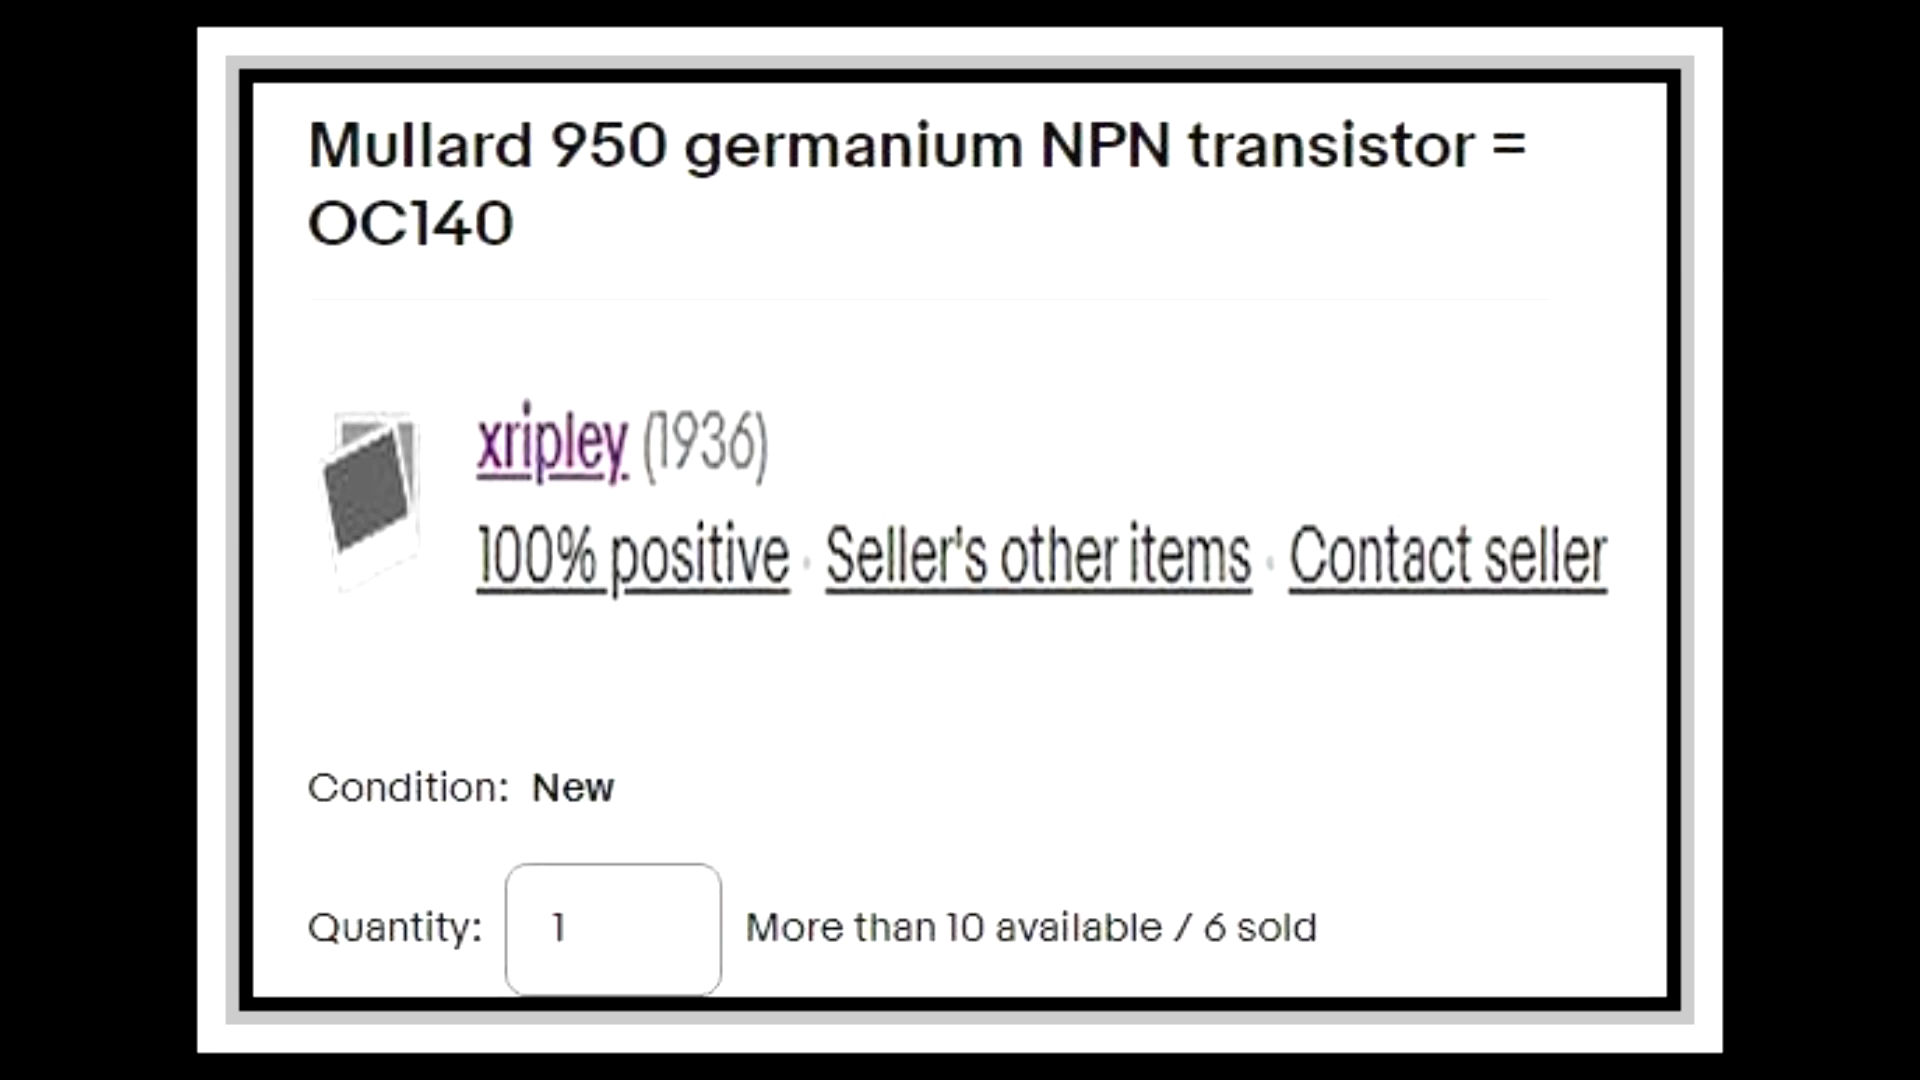 Mullard 950 germanium NPN transistor =
OC140
xripley (1936)
100% positive · Seller's other items · Contact seller
Condition: New
Quantity: 1 More than 10 available / 6 sold